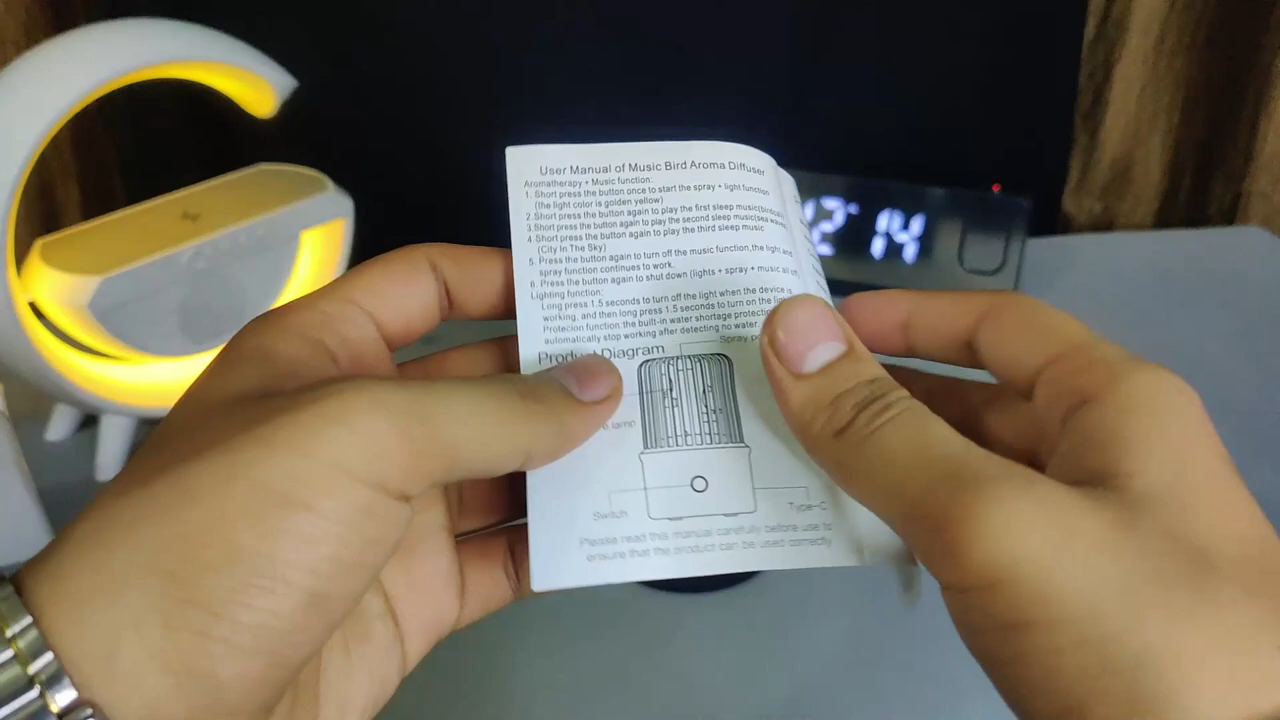 User Manual of Music Bird Aroma Diffuser
Aromatherapy + Music function:
1. Short press the button once to start the spray + light function
(the light color is golden yellow)
2.Short press the button again to play the first sleep music(birdcall)
3.Short press the button again to play the second sleep music(sea wave)
4.Short press the button again to play the third sleep music
(City In The Sky)
5. Press the button again to turn off the music function,the light and
spray function continues to work.
6. Press the button again to shut down (lights + spray + music all off)
Lighting function:
Long press 1.5 seconds to turn off the light when the device is
working, and then long press 1.5 seconds to turn on the light
Protecion function:the built-in water shortage protection
automatically stop working after detecting no water.
Product Diagram
Spray
lamp
Switch
Type-C
Please read this manual carefully before use to
ensure that the product can be used correctly
14